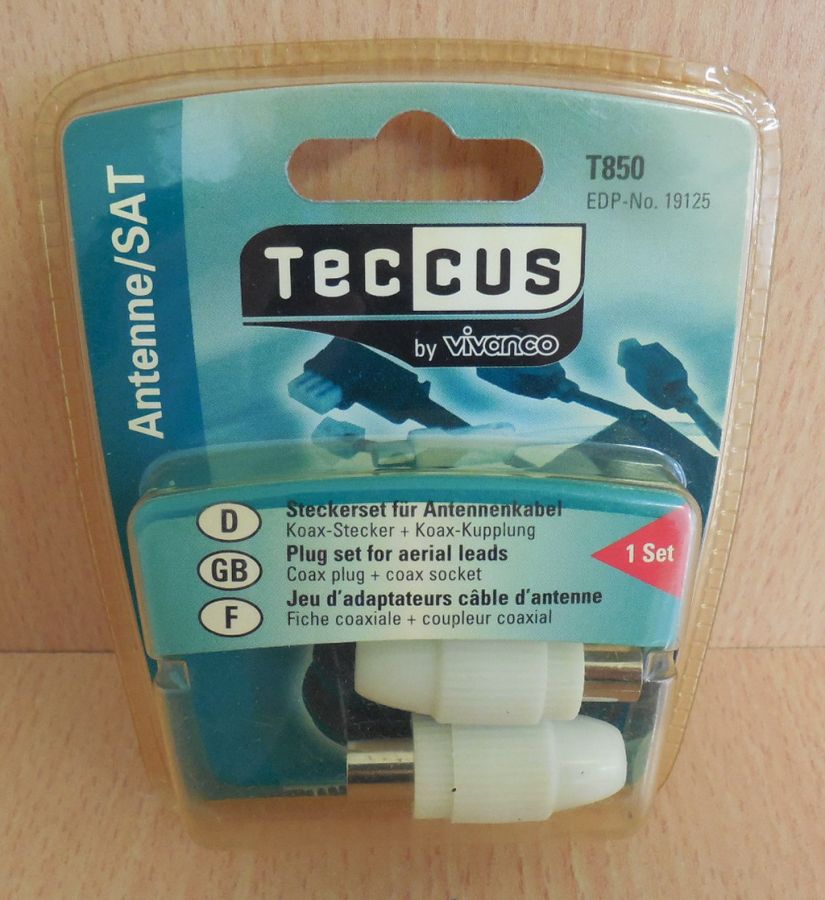 T850
EDP-No. 19125
Antenne/SAT
TECCUS
by vivanco
D
Steckerset für Antennenkabel
Koax-Stecker + Koax-Kupplung
GB
Plug set for aerial leads
Coax plug + coax socket
1 Set
F
Jeu d'adaptateurs câble d'antenne
Fiche coaxiale + coupleur coaxial